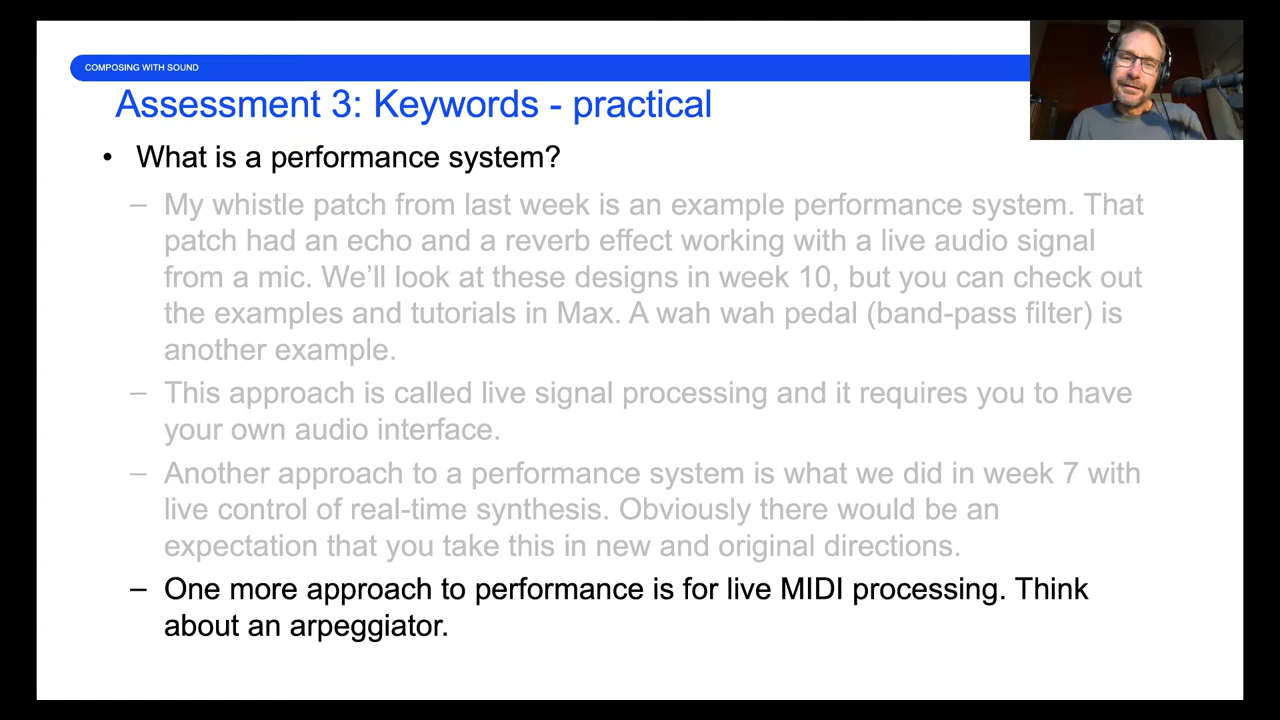 COMPOSING WITH SOUND
Assessment 3: Keywords - practical
• What is a performance system?
– My whistle patch from last week is an example performance system. That
patch had an echo and a reverb effect working with a live audio signal
from a mic. We’ll look at these designs in week 10, but you can check out
the examples and tutorials in Max. A wah wah pedal (band-pass filter) is
another example.
– This approach is called live signal processing and it requires you to have
your own audio interface.
– Another approach to a performance system is what we did in week 7 with
live control of real-time synthesis. Obviously there would be an
expectation that you take this in new and original directions.
– One more approach to performance is for live MIDI processing. Think
about an arpeggiator.